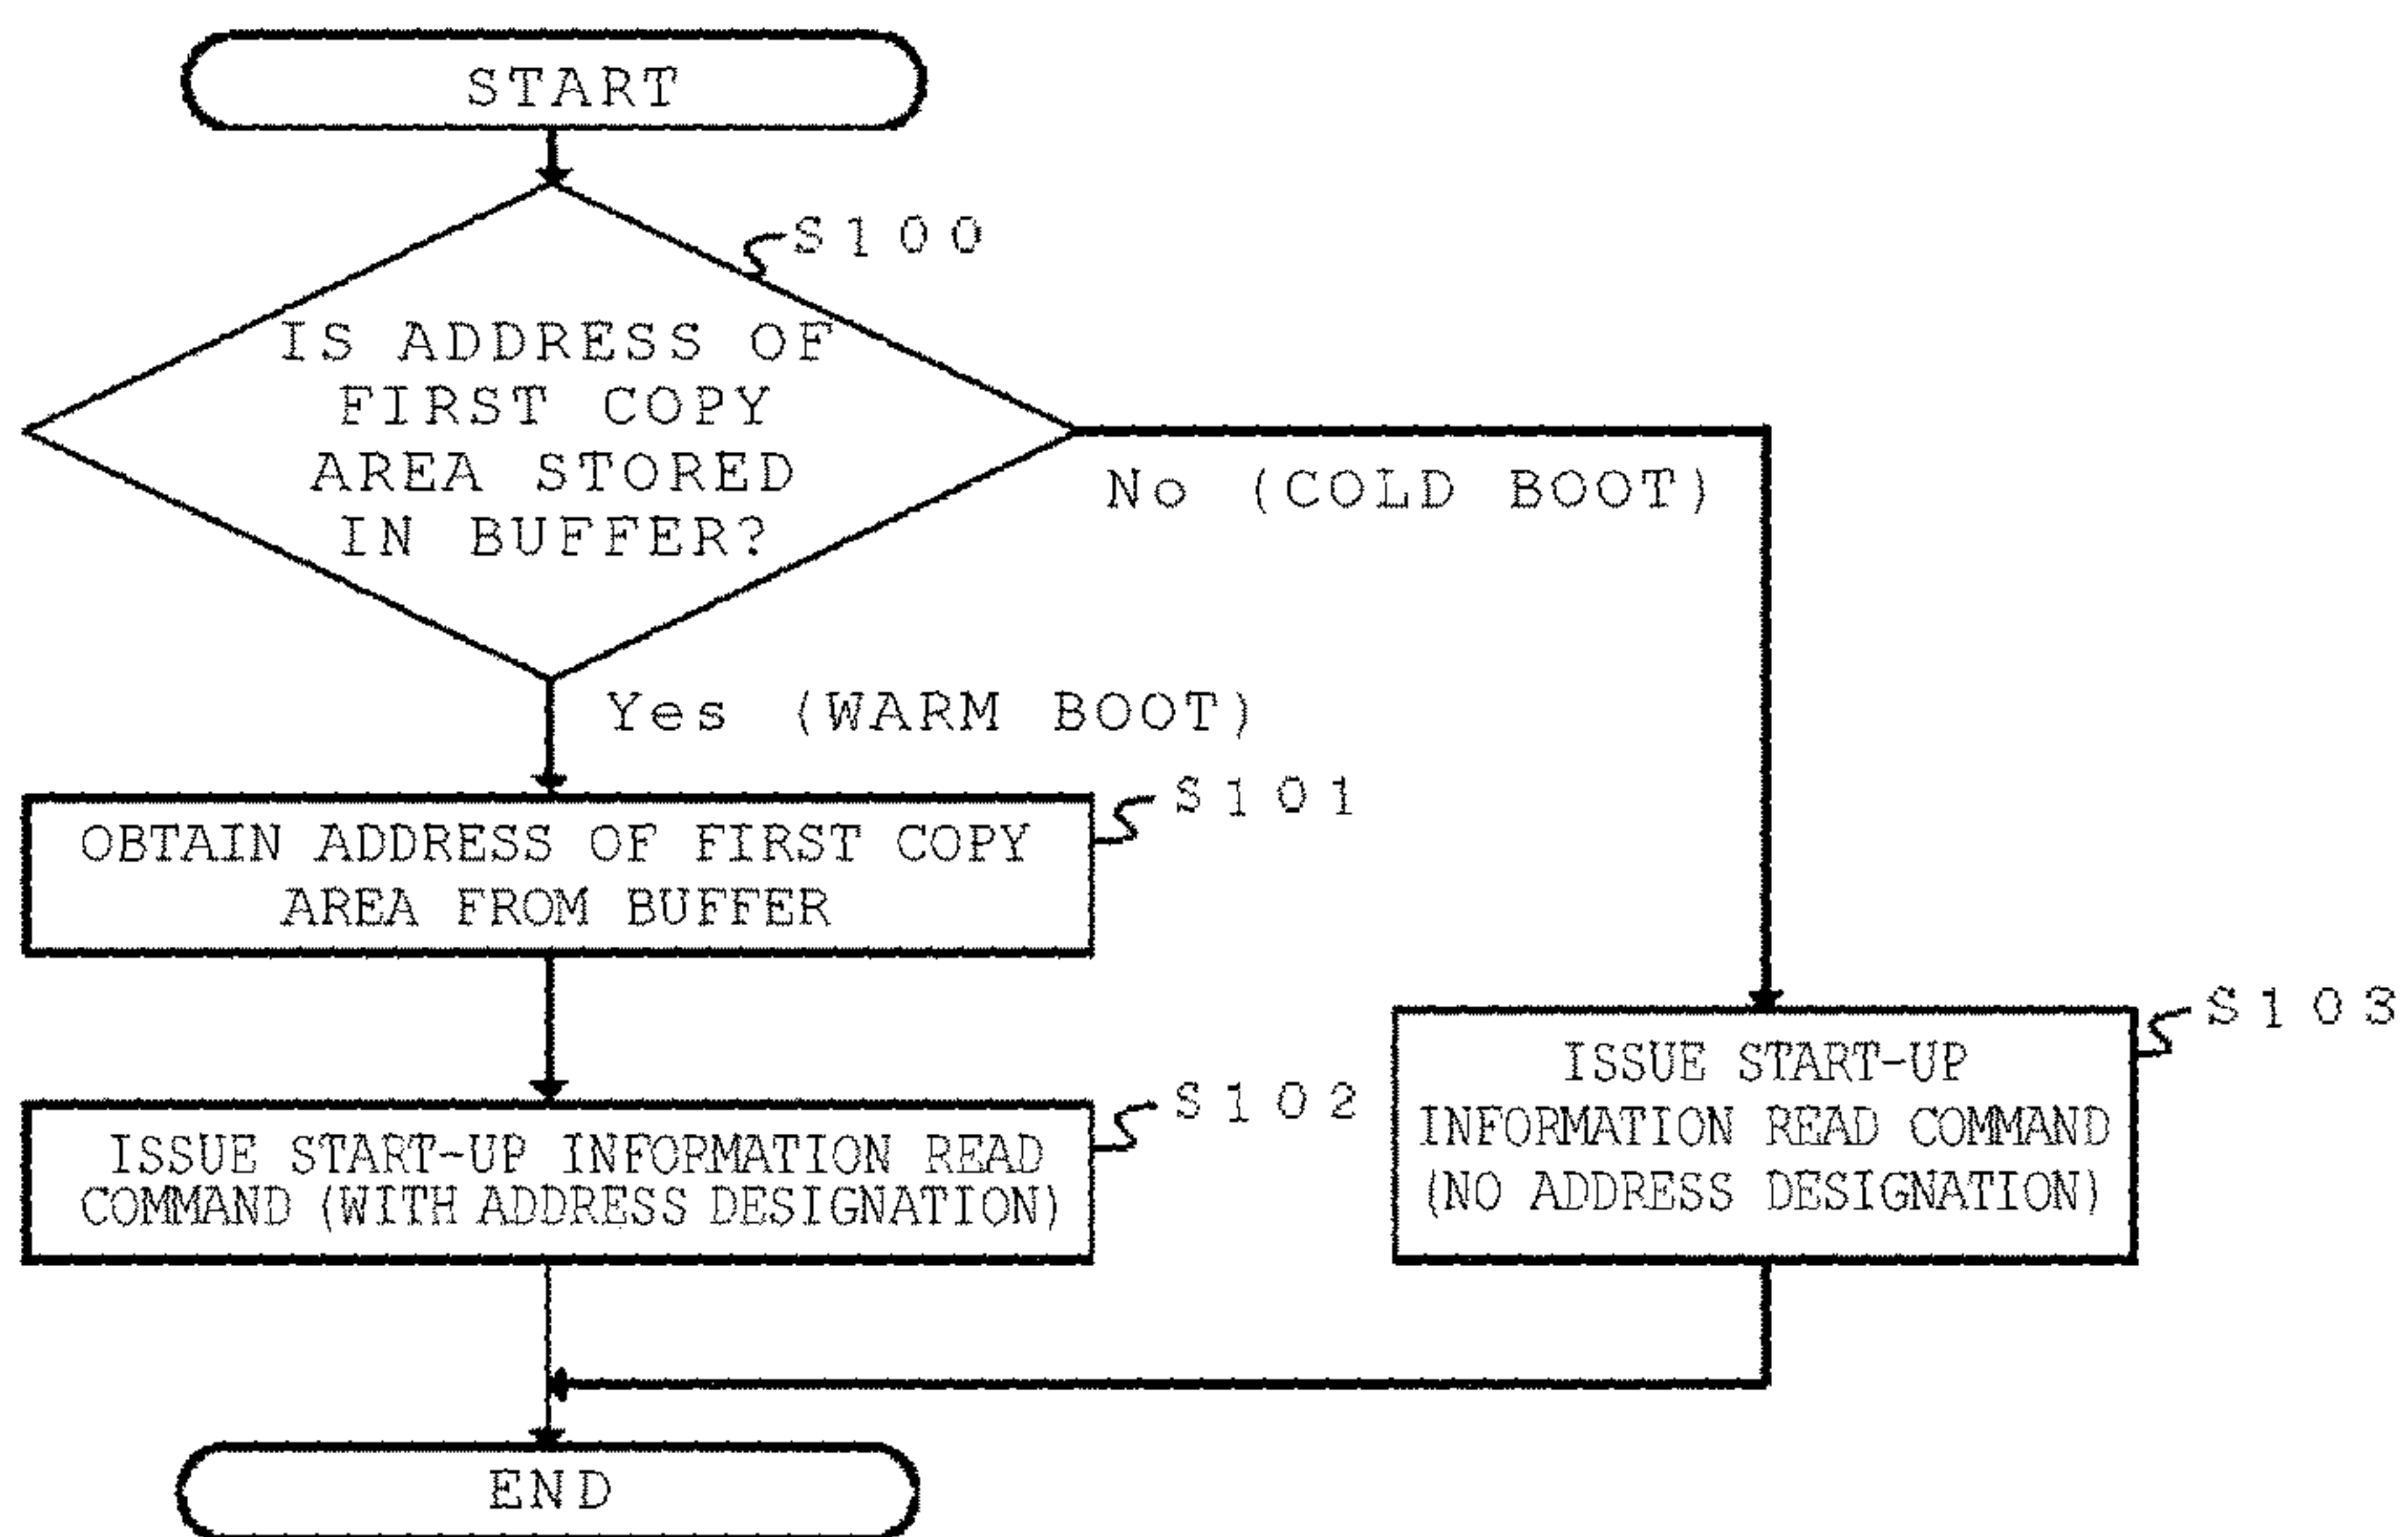 START
S100
IS ADDRESS OF
FIRST COPY
AREA STORED
IN BUFFER?
No (COLD BOOT)
Yes (WARM BOOT)
S101
OBTAIN ADDRESS OF FIRST COPY
AREA FROM BUFFER
S102
ISSUE START-UP INFORMATION READ
COMMAND (WITH ADDRESS DESIGNATION)
S103
ISSUE START-UP
INFORMATION READ COMMAND
(NO ADDRESS DESIGNATION)
END